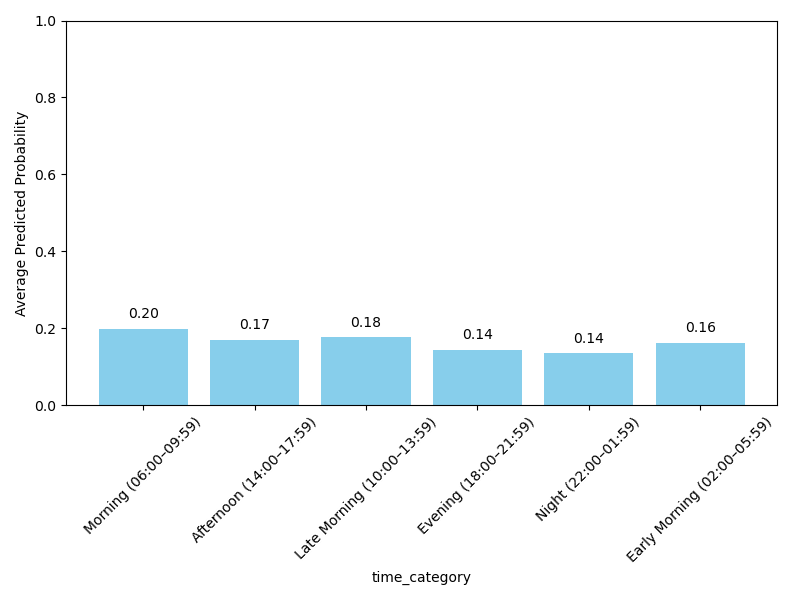 1.0
0.8
0.6
0.4
0.2
0.0
Average Predicted Probability
0.20
0.17
0.18
0.14
0.14
0.16
Morning (06:00–09:59)
Afternoon (14:00–17:59)
Late Morning (10:00–13:59)
Evening (18:00–21:59)
Night (22:00–01:59)
Early Morning (02:00–05:59)
time_category